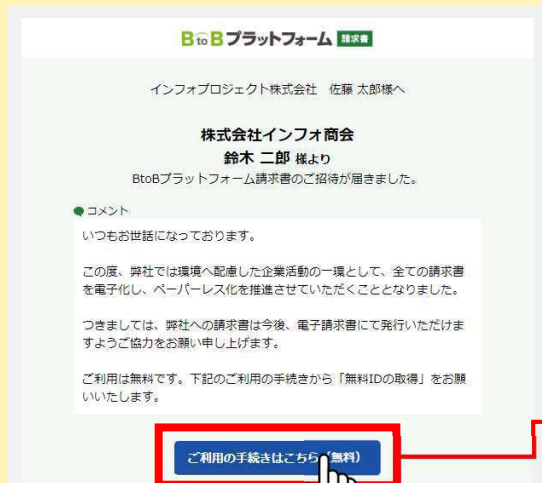 BtoBプラットフォーム 請求書
インフォプロジェクト株式会社 佐藤 太郎様へ
株式会社インフォ商会
鈴木 二郎 様より
BtoBプラットフォーム請求書のご招待が届きました。
コメント
いつもお世話になっております。
この度、弊社では環境へ配慮した企業活動の一環として、全ての請求書
を電子化し、ペーパーレス化を推進させていただくこととなりました。
つきましては、弊社への請求書は今後、電子請求書にて発行いただけま
すようご協力をお願い申し上げます。
ご利用は無料です。下記のご利用の手続きから「無料IDの取得」をお願
いいたします。
ご利用の手続きはこちら（無料）